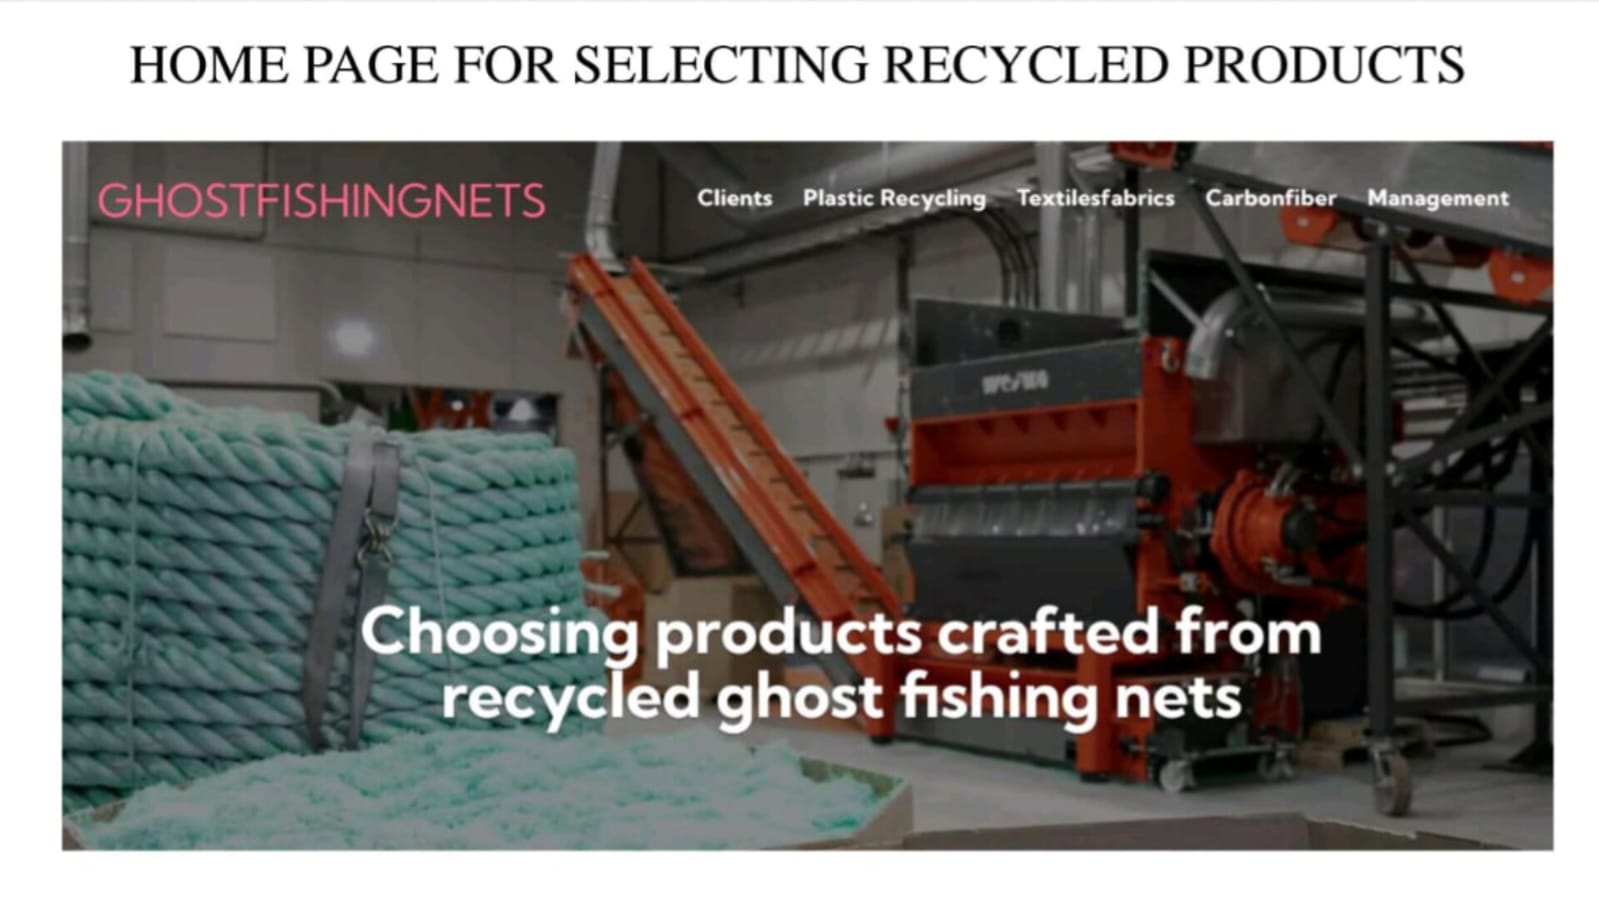 HOME PAGE FOR SELECTING RECYCLED PRODUCTS
GHOSTFISHINGNETS
Clients Plastic Recycling Textilesfabrics Carbonfiber Management
Choosing products crafted from
recycled ghost fishing nets